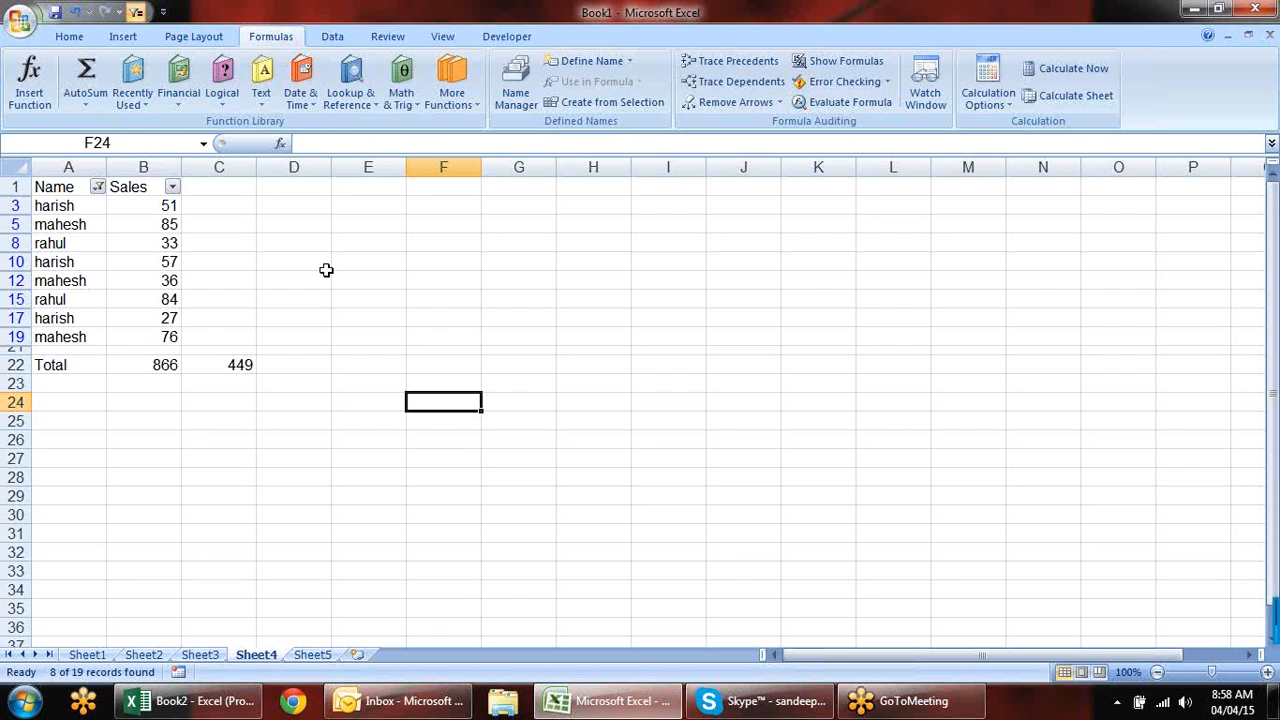 Book1 - Microsoft Excel
Home Insert Page Layout Formulas Data Review View Developer
Insert Function
AutoSum
Recently Used
Financial
Logical
Text
Date & Time
Lookup & Reference
Math & Trig
More Functions
Function Library
Name Manager
Define Name
Use in Formula
Create from Selection
Defined Names
Trace Precedents
Trace Dependents
Remove Arrows
Show Formulas
Error Checking
Evaluate Formula
Formula Auditing
Watch Window
Calculation Options
Calculate Now
Calculate Sheet
Calculation
F24 fx
A B C D E F G H I J K L M N O P
1 Name Sales
3 harish 51
5 mahesh 85
8 rahul 33
10 harish 57
12 mahesh 36
15 rahul 84
17 harish 27
19 mahesh 76
21
22 Total 866 449
23
24
25
26
27
28
29
30
31
32
33
34
35
36
37
Sheet1 Sheet2 Sheet3 Sheet4 Sheet5
Ready 8 of 19 records found 100%
Book2 - Excel (Pro... Inbox - Microsoft ... Microsoft Excel - ... Skype™ - sandeep... GoToMeeting
8:58 AM
04/04/15